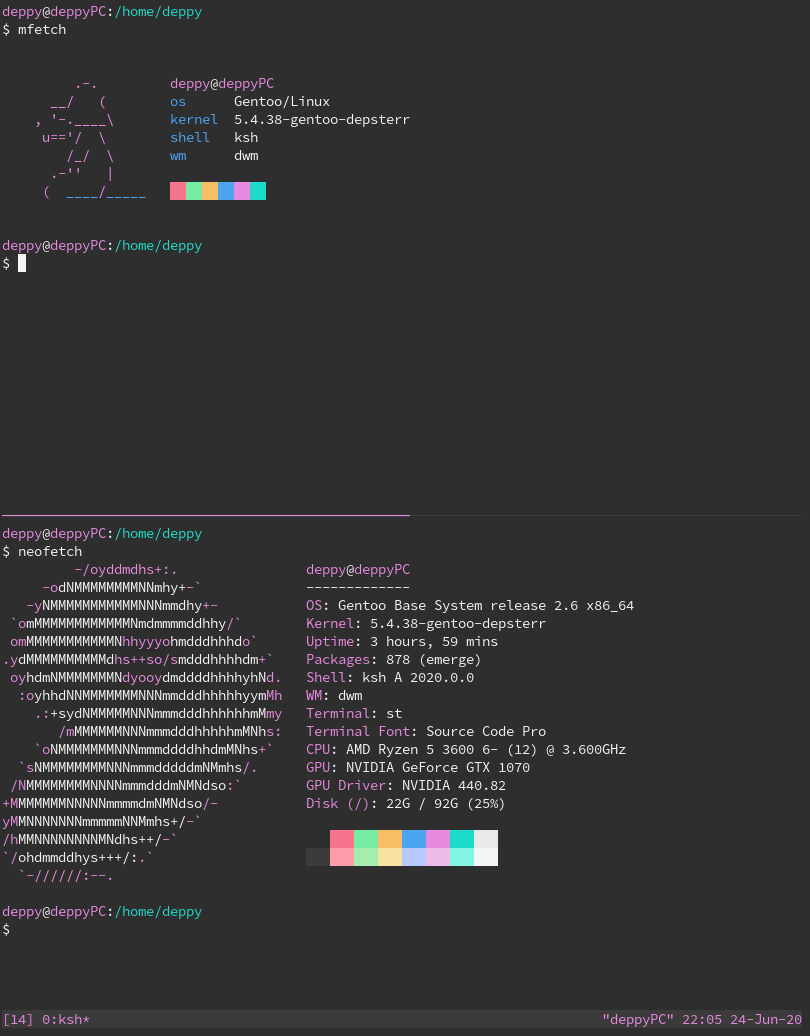 deppy@deppyPC:/home/deppy
$ mfetch
         .-.         deppy@deppyPC
      __/   (        os      Gentoo/Linux
    , '-.____\       kernel  5.4.38-gentoo-depsterr
     u=='/  \        shell   ksh
        /_/  \       wm      dwm
      .-''   |
     (  ____/_____
deppy@deppyPC:/home/deppy
$
deppy@deppyPC:/home/deppy
$ neofetch
         -/oyddmdhs+:.                deppy@deppyPC
     -odNMMMMMMMMNNmhy+-`             -------------
   -yNMMMMMMMMMMMNNNmmdhy+-           OS: Gentoo Base System release 2.6 x86_64
 `omMMMMMMMMMMMMNmdmmmmddhhy/`        Kernel: 5.4.38-gentoo-depsterr
 omMMMMMMMMMMMNhhyyyohmdddhhhdo`      Uptime: 3 hours, 59 mins
.ydMMMMMMMMMMdhs++so/smdddhhhhdm+`    Packages: 878 (emerge)
 oyhdmNMMMMMMMNdyooydmddddhhhhyhNd.   Shell: ksh A 2020.0.0
  :oyhhdNNMMMMMMMNNNmmdddhhhhhyymMh   WM: dwm
    .:+sydNMMMMMNNNmmmdddhhhhhhmMmy   Terminal: st
       /mMMMMMMNNNmmmdddhhhhhmMNhs:   Terminal Font: Source Code Pro
    `oNMMMMMMMNNNmmmddddhhdmMNhs+`    CPU: AMD Ryzen 5 3600 6- (12) @ 3.600GHz
  `sNMMMMMMMMNNNmmmdddddmNMmhs/.      GPU: NVIDIA GeForce GTX 1070
 /NMMMMMMMMNNNNmmmdddmNMNdso:`        GPU Driver: NVIDIA 440.82
+MMMMMMMNNNNNmmmmdmNMNdso/-           Disk (/): 22G / 92G (25%)
yMMNNNNNNNmmmmmNNMmhs+/-`
/hMMNNNNNNNNMNdhs++/-`
`/ohdmmddhys+++/:.`
  `-//////:--.
deppy@deppyPC:/home/deppy
$
[14] 0:ksh*                                                                "deppyPC" 22:05 24-Jun-20